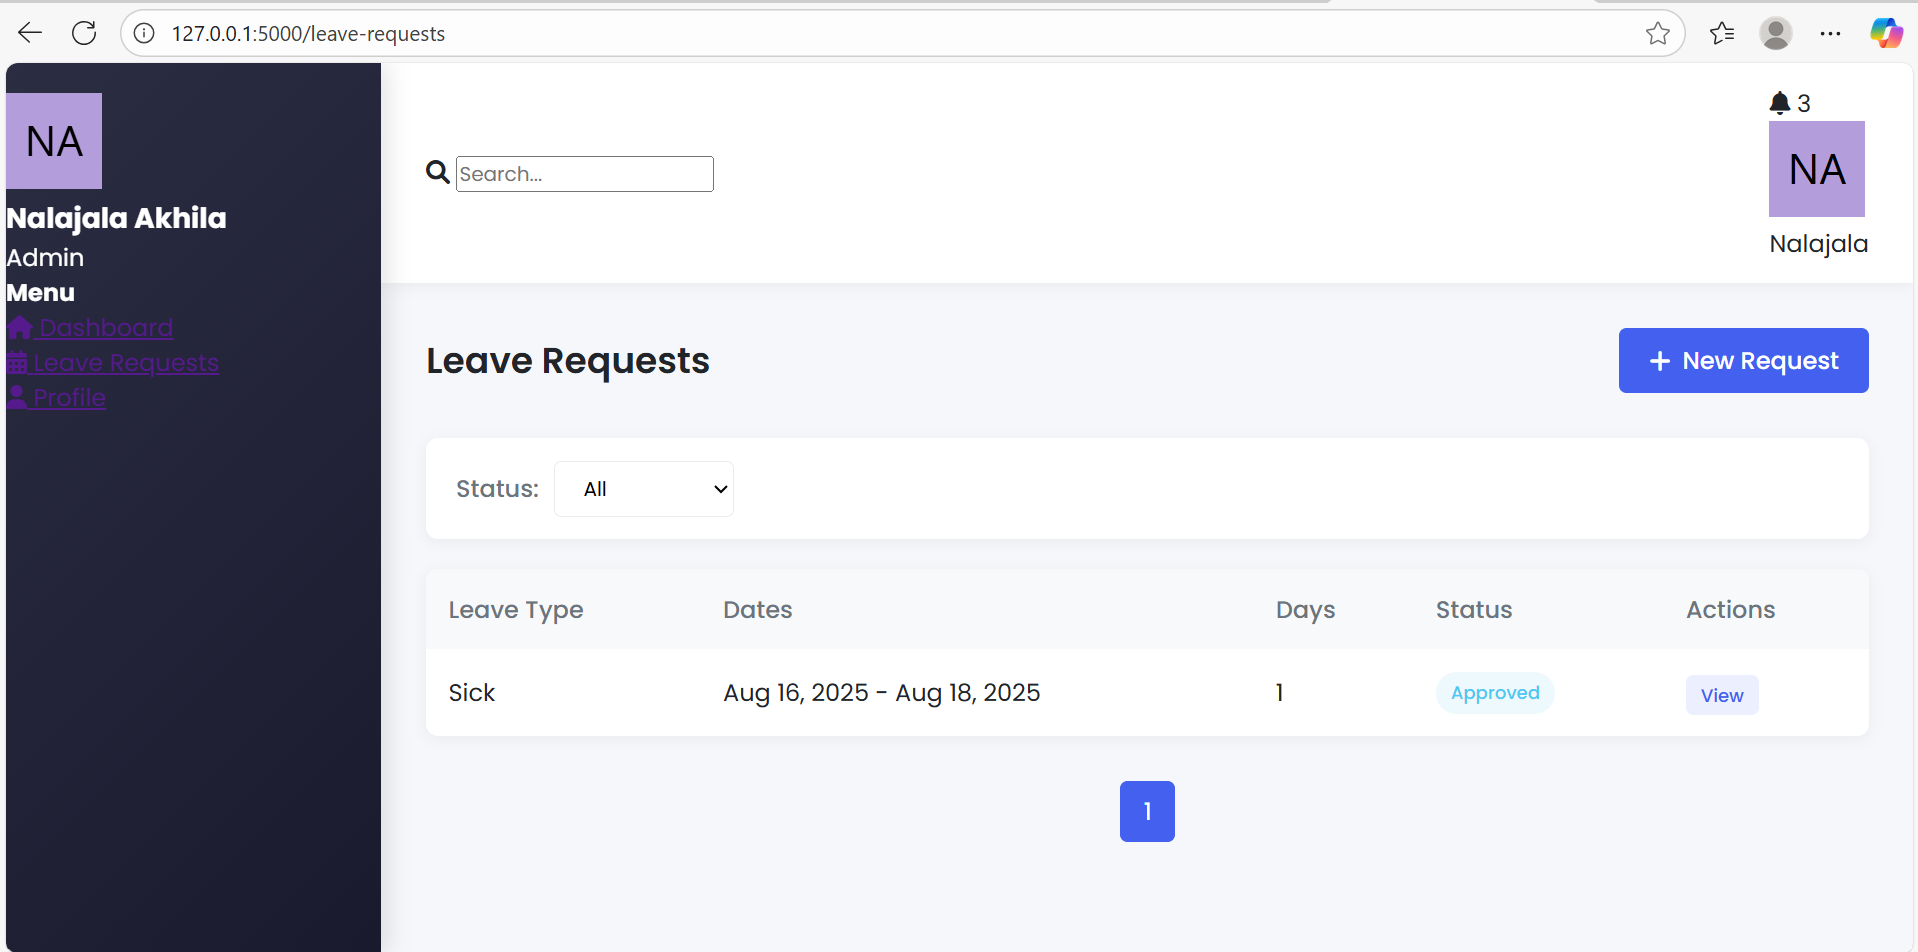 127.0.0.1:5000/leave-requests
NA
Nalajala Akhila
Admin
Menu
Dashboard
Leave Requests
Profile
Search...
3
NA
Nalajala
Leave Requests
+ New Request
Status: All
Leave Type Dates Days Status Actions
Sick Aug 16, 2025 - Aug 18, 2025 1 Approved View
1